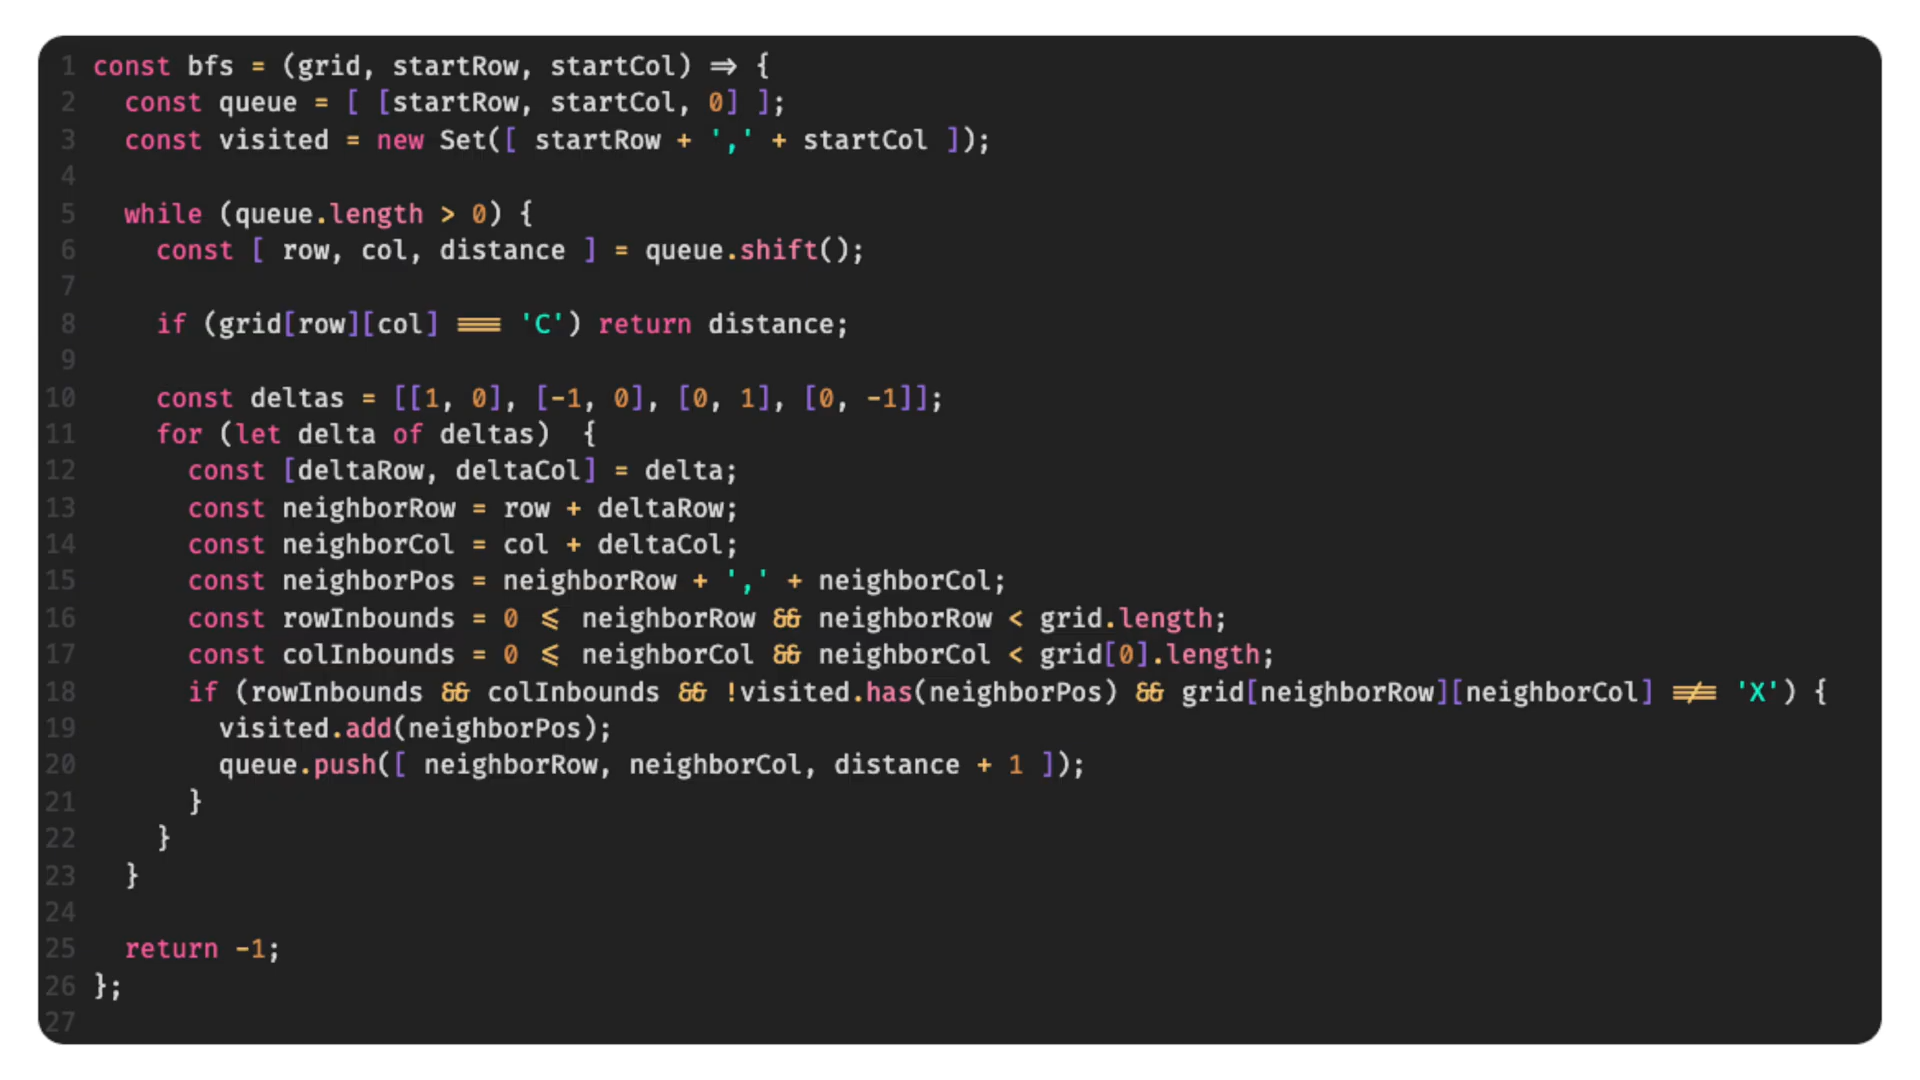 1 const bfs = (grid, startRow, startCol) => {
2 const queue = [ [startRow, startCol, 0] ];
3 const visited = new Set([ startRow + ',' + startCol ]);
4
5 while (queue.length > 0) {
6 const [ row, col, distance ] = queue.shift();
7
8 if (grid[row][col] === 'C') return distance;
9
10 const deltas = [[1, 0], [-1, 0], [0, 1], [0, -1]];
11 for (let delta of deltas)  {
12 const [deltaRow, deltaCol] = delta;
13 const neighborRow = row + deltaRow;
14 const neighborCol = col + deltaCol;
15 const neighborPos = neighborRow + ',' + neighborCol;
16 const rowInbounds = 0 <= neighborRow && neighborRow < grid.length;
17 const colInbounds = 0 <= neighborCol && neighborCol < grid[0].length;
18 if (rowInbounds && colInbounds && !visited.has(neighborPos) && grid[neighborRow][neighborCol] !== 'X') {
19 visited.add(neighborPos);
20 queue.push([ neighborRow, neighborCol, distance + 1 ]);
21 }
22 }
23 }
24
25 return -1;
26 };
27